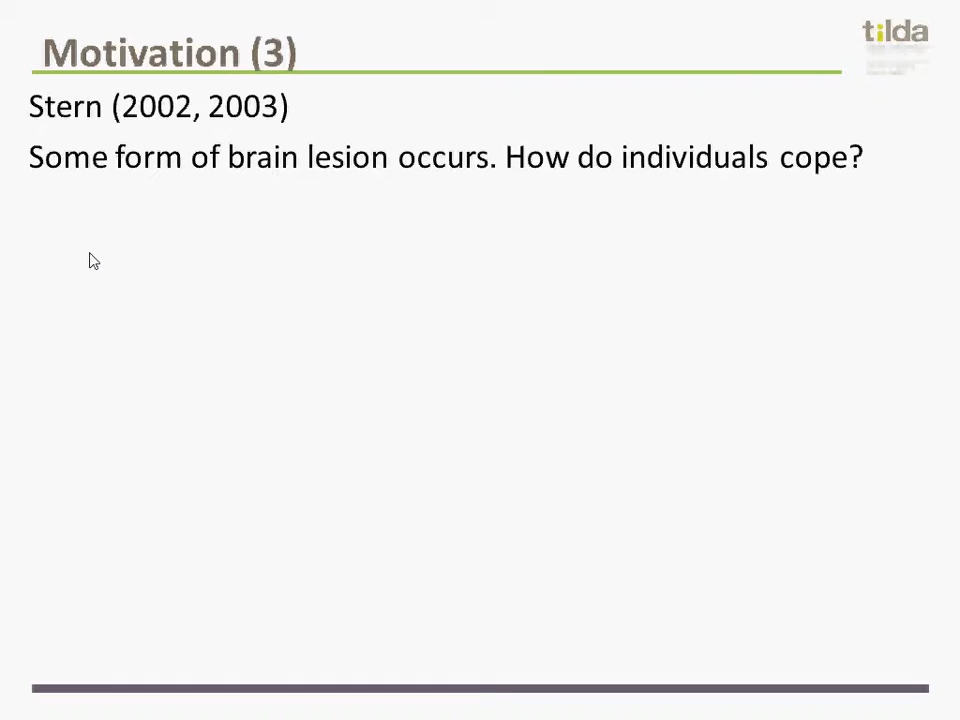 Motivation (3)
tilda
Stern (2002, 2003)
Some form of brain lesion occurs. How do individuals cope?